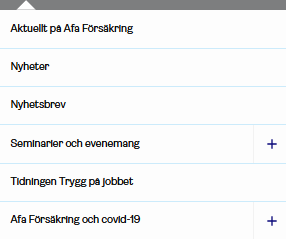 Aktuellt på Afa Försäkring
Nyheter
Nyhetsbrev
Seminarier och evenemang
Tidningen Trygg på jobbet
Afa Försäkring och covid-19